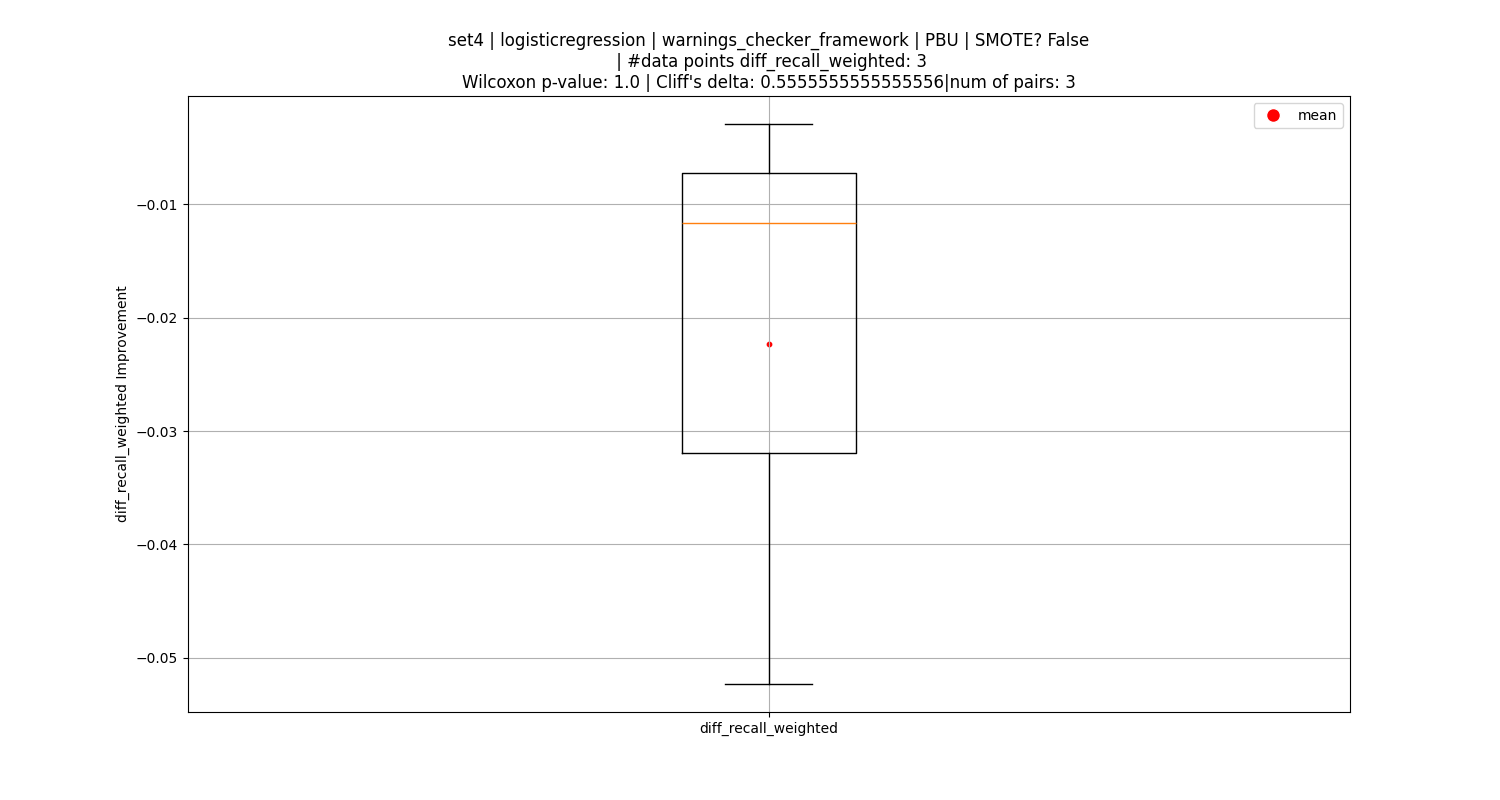 set4 | logisticregression | warnings_checker_framework | PBU | SMOTE? False
| #data points diff_recall_weighted: 3
Wilcoxon p-value: 1.0 | Cliff's delta: 0.5555555555555556|num of pairs: 3
mean
−0.01
−0.02
−0.03
−0.04
−0.05
diff_recall_weighted Improvement
diff_recall_weighted